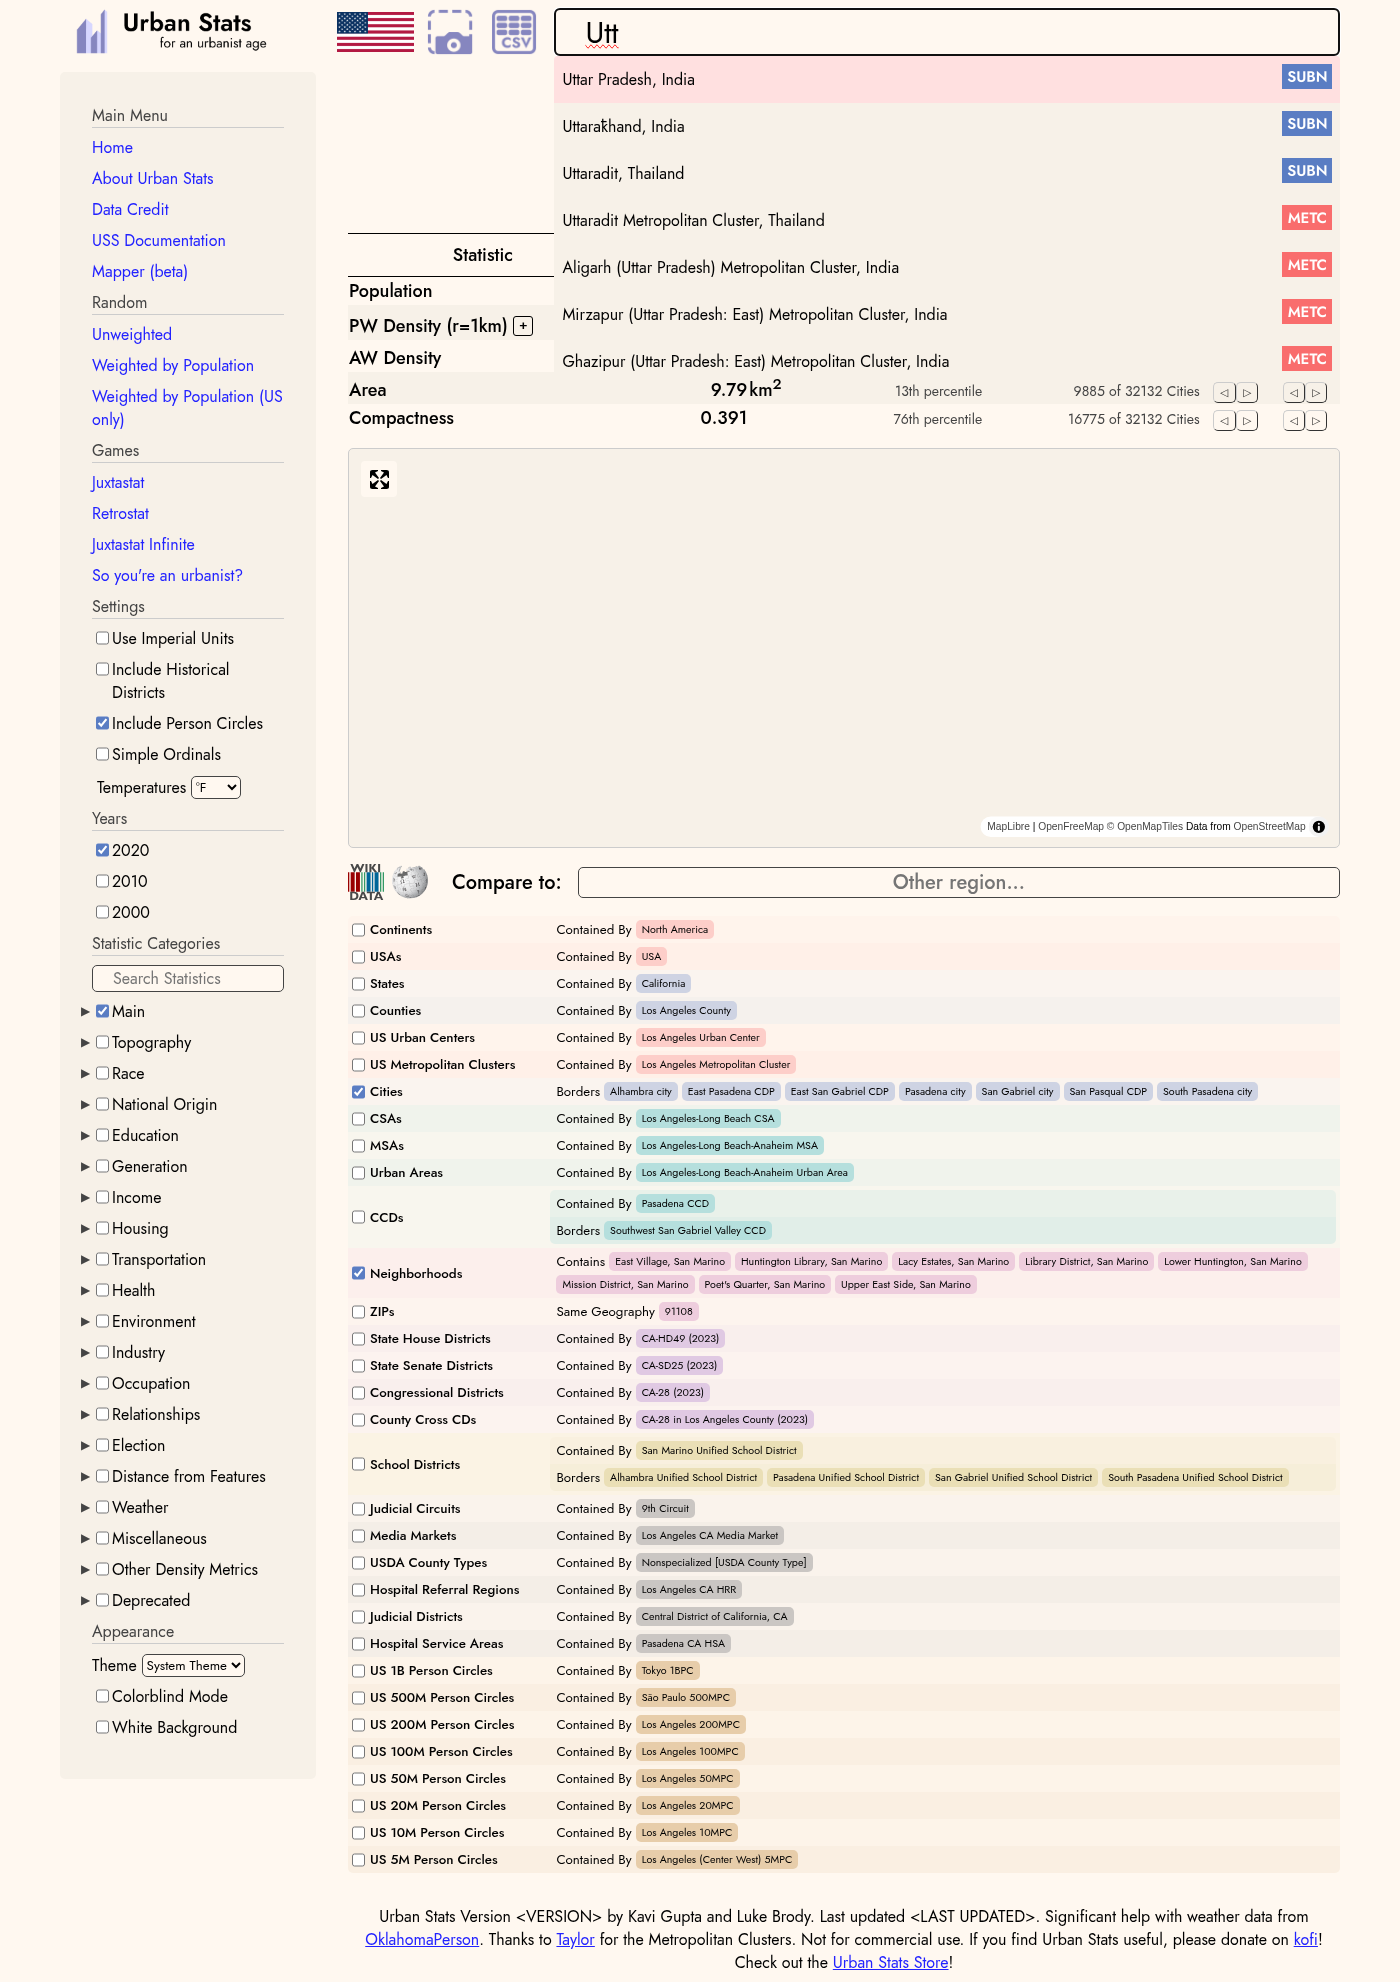 Urban Stats
for an urbanist age
CSV
Utt
Uttar Pradesh, India SUBN
Uttarākhand, India SUBN
Uttaradit, Thailand SUBN
Uttaradit Metropolitan Cluster, Thailand METC
Aligarh (Uttar Pradesh) Metropolitan Cluster, India METC
Mirzapur (Uttar Pradesh: East) Metropolitan Cluster, India METC
Ghazipur (Uttar Pradesh: East) Metropolitan Cluster, India METC
Main Menu
Home
About Urban Stats
Data Credit
USS Documentation
Mapper (beta)
Random
Unweighted
Weighted by Population
Weighted by Population (US
only)
Games
Juxtastat
Retrostat
Juxtastat Infinite
So you're an urbanist?
Settings
Use Imperial Units
Include Historical
Districts
Include Person Circles
Simple Ordinals
Temperatures °F
Years
2020
2010
2000
Statistic Categories
Search Statistics
Main
Topography
Race
National Origin
Education
Generation
Income
Housing
Transportation
Health
Environment
Industry
Occupation
Relationships
Election
Distance from Features
Weather
Miscellaneous
Other Density Metrics
Deprecated
Appearance
Theme System Theme
Colorblind Mode
White Background
Statistic
Population
PW Density (r=1km) +
AW Density
Area 9.79 km² 13th percentile 9885 of 32132 Cities
Compactness 0.391 76th percentile 16775 of 32132 Cities
MapLibre | OpenFreeMap © OpenMapTiles Data from OpenStreetMap
WIKI
DATA
Compare to: Other region...
Continents Contained By North America
USAs Contained By USA
States Contained By California
Counties Contained By Los Angeles County
US Urban Centers Contained By Los Angeles Urban Center
US Metropolitan Clusters Contained By Los Angeles Metropolitan Cluster
Cities Borders Alhambra city East Pasadena CDP East San Gabriel CDP Pasadena city San Gabriel city San Pasqual CDP South Pasadena city
CSAs Contained By Los Angeles-Long Beach CSA
MSAs Contained By Los Angeles-Long Beach-Anaheim MSA
Urban Areas Contained By Los Angeles-Long Beach-Anaheim Urban Area
CCDs Contained By Pasadena CCD
Borders Southwest San Gabriel Valley CCD
Neighborhoods Contains East Village, San Marino Huntington Library, San Marino Lacy Estates, San Marino Library District, San Marino Lower Huntington, San Marino
Mission District, San Marino Poet's Quarter, San Marino Upper East Side, San Marino
ZIPs Same Geography 91108
State House Districts Contained By CA-HD49 (2023)
State Senate Districts Contained By CA-SD25 (2023)
Congressional Districts Contained By CA-28 (2023)
County Cross CDs Contained By CA-28 in Los Angeles County (2023)
School Districts Contained By San Marino Unified School District
Borders Alhambra Unified School District Pasadena Unified School District San Gabriel Unified School District South Pasadena Unified School District
Judicial Circuits Contained By 9th Circuit
Media Markets Contained By Los Angeles CA Media Market
USDA County Types Contained By Nonspecialized [USDA County Type]
Hospital Referral Regions Contained By Los Angeles CA HRR
Judicial Districts Contained By Central District of California, CA
Hospital Service Areas Contained By Pasadena CA HSA
US 1B Person Circles Contained By Tokyo 1BPC
US 500M Person Circles Contained By São Paulo 500MPC
US 200M Person Circles Contained By Los Angeles 200MPC
US 100M Person Circles Contained By Los Angeles 100MPC
US 50M Person Circles Contained By Los Angeles 50MPC
US 20M Person Circles Contained By Los Angeles 20MPC
US 10M Person Circles Contained By Los Angeles 10MPC
US 5M Person Circles Contained By Los Angeles (Center West) 5MPC
Urban Stats Version <VERSION> by Kavi Gupta and Luke Brody. Last updated <LAST UPDATED>. Significant help with weather data from
OklahomaPerson. Thanks to Taylor for the Metropolitan Clusters. Not for commercial use. If you find Urban Stats useful, please donate on kofi!
Check out the Urban Stats Store!